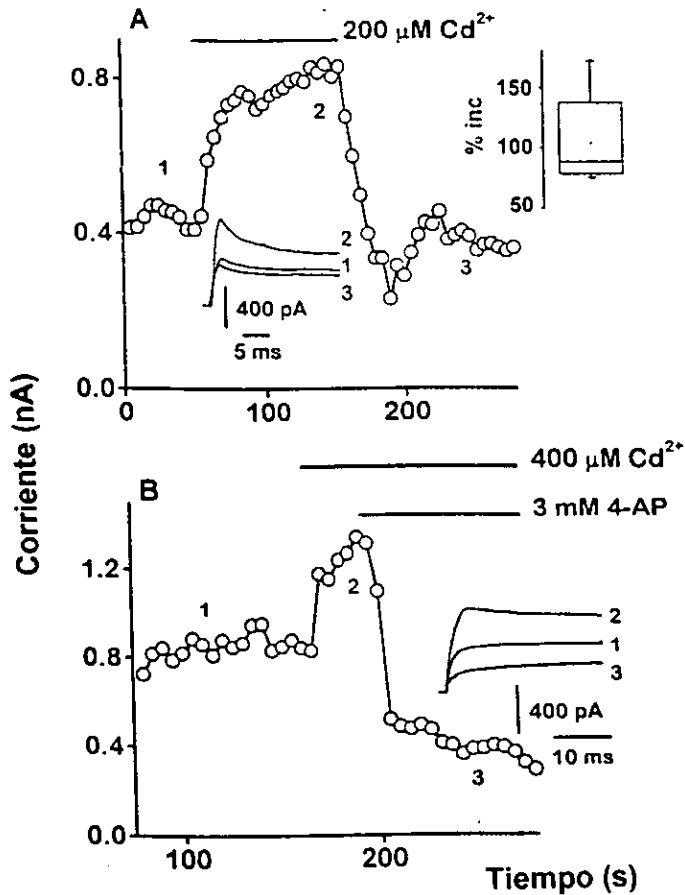 A
200 μM Cd²⁺
0.8
0.4
0.0
0
100
200
1
2
3
2
1
3
400 pA
5 ms
% inc
150
100
50
Corriente (nA)
400 μM Cd²⁺
B
3 mM 4-AP
1.2
0.8
0.4
0.0
100
200
1
2
3
2
1
3
400 pA
10 ms
Tiempo (s)